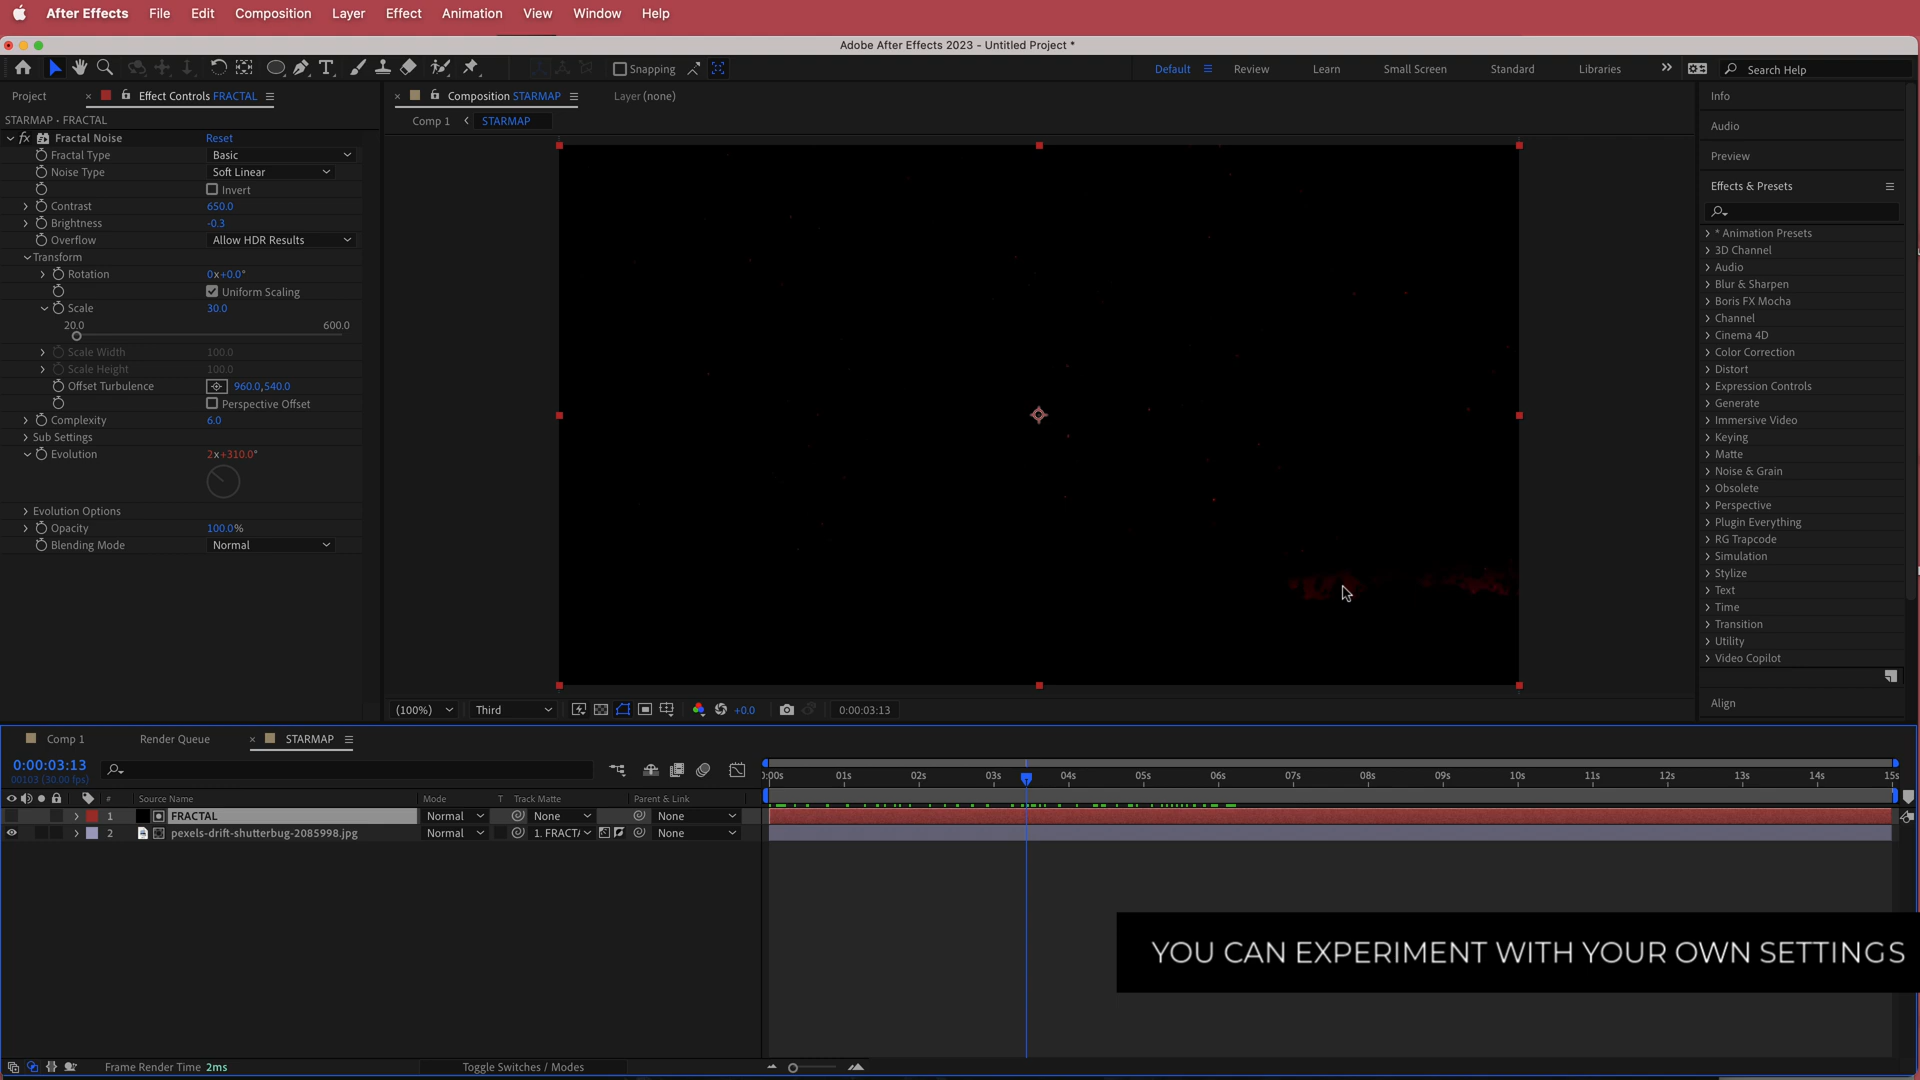 After Effects File Edit Composition Layer Effect Animation View Window Help
Adobe After Effects 2023 - Untitled Project *
Snapping Default Review Learn Small Screen Standard Libraries Search Help
Project Effect Controls FRACTAL
STARMAP • FRACTAL
Fractal Noise Reset
Fractal Type Basic
Noise Type Soft Linear
Invert
Contrast 650.0
Brightness -0.3
Overflow Allow HDR Results
Transform
Rotation 0x+0.0°
Uniform Scaling
Scale 30.0
20.0 600.0
Scale Width 100.0
Scale Height 100.0
Offset Turbulence 960.0,540.0
Perspective Offset
Complexity 6.0
Sub Settings
Evolution 2x+310.0°
Evolution Options
Opacity 100.0%
Blending Mode Normal
Composition STARMAP Layer (none)
Comp 1 STARMAP
(100%) Third +0.0 0:00:03:13
Info
Audio
Preview
Effects & Presets
* Animation Presets
3D Channel
Audio
Blur & Sharpen
Boris FX Mocha
Channel
Cinema 4D
Color Correction
Distort
Expression Controls
Generate
Immersive Video
Keying
Matte
Noise & Grain
Obsolete
Perspective
Plugin Everything
RG Trapcode
Simulation
Stylize
Text
Time
Transition
Utility
Video Copilot
Align
Comp 1 Render Queue STARMAP
0:00:03:13
00103 (30.00 fps)
# Source Name Mode T Track Matte Parent & Link
1 FRACTAL Normal None None
2 pexels-drift-shutterbug-2085998.jpg Normal 1. FRACTA None
0:00s 01s 02s 03s 04s 05s 06s 07s 08s 09s 10s 11s 12s 13s 14s 15s
YOU CAN EXPERIMENT WITH YOUR OWN SETTINGS
Frame Render Time 2ms Toggle Switches / Modes